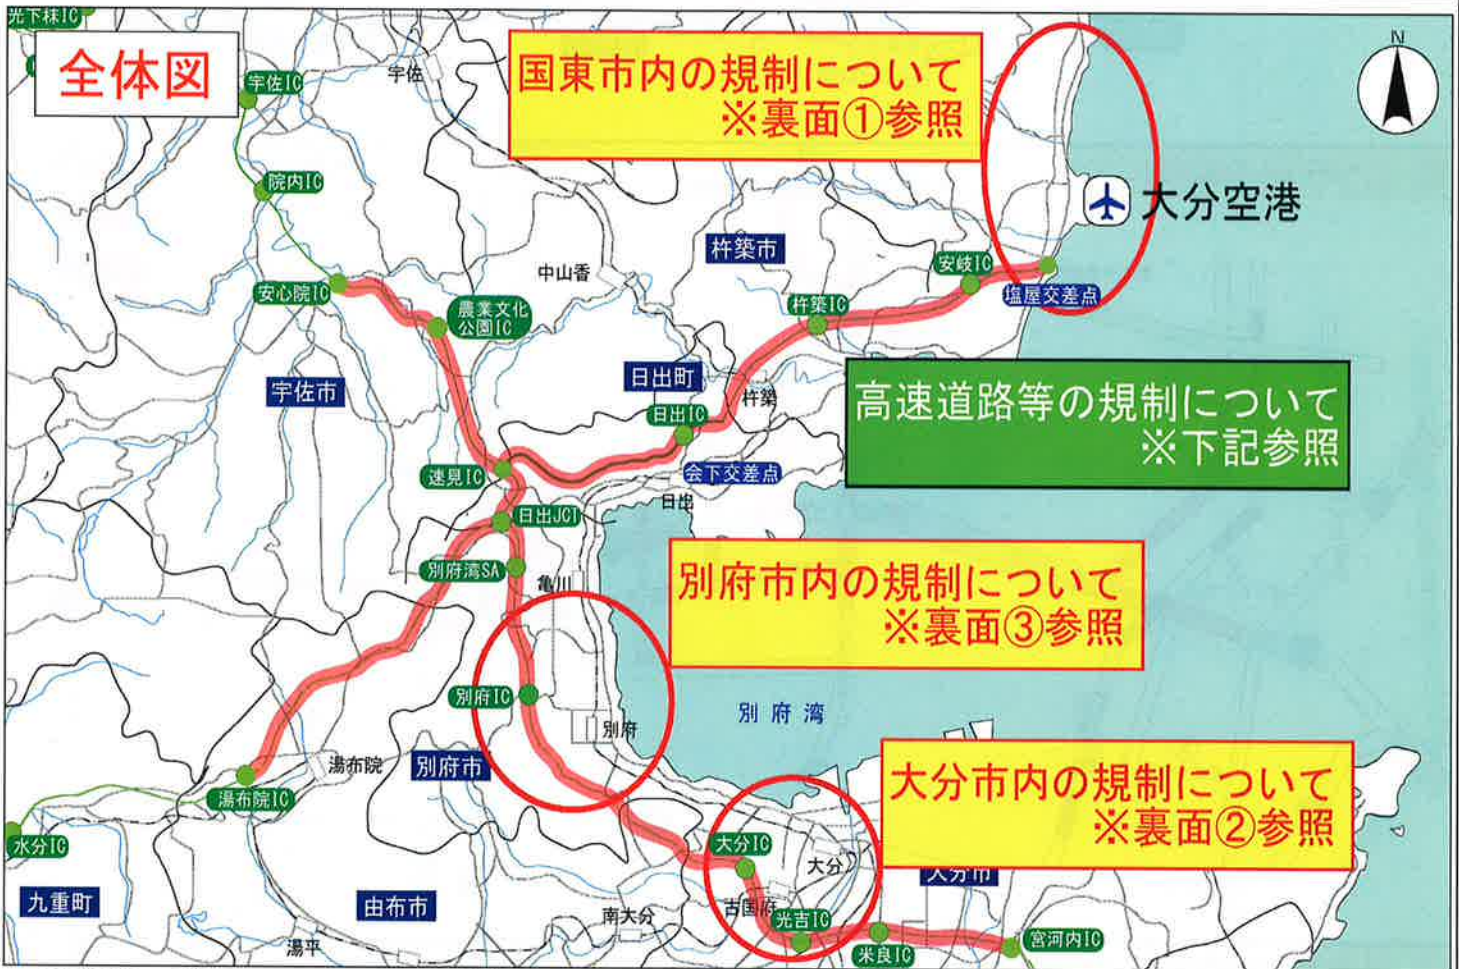 光下秣IC
全体図
宇佐IC
宇佐
国東市内の規制について
※裏面①参照
N
院内IC
大分空港
杵築市
中山香
安岐IC
安心院IC
塩屋交差点
農業文化
公園IC
杵築IC
宇佐市
日出町
杵築
高速道路等の規制について
※下記参照
日出IC
速見IC
会下交差点
日出
日出JCT
別府湾SA
亀川
別府市内の規制について
※裏面③参照
別府IC
別府
別府湾
湯布院
別府市
湯布院IC
大分市内の規制について
※裏面②参照
水分IC
大分IC
大分
大分市
九重町
由布市
古国府
南大分
光吉IC
湯平
米良IC
宮河内IC